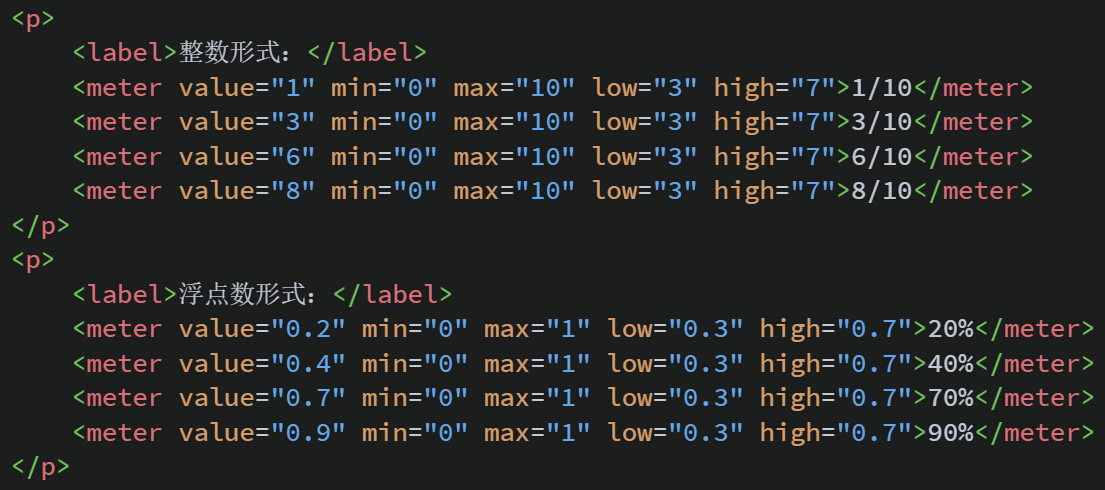 <p>
    <label>整数形式：</label>
    <meter value="1" min="0" max="10" low="3" high="7">1/10</meter>
    <meter value="3" min="0" max="10" low="3" high="7">3/10</meter>
    <meter value="6" min="0" max="10" low="3" high="7">6/10</meter>
    <meter value="8" min="0" max="10" low="3" high="7">8/10</meter>
</p>
<p>
    <label>浮点数形式：</label>
    <meter value="0.2" min="0" max="1" low="0.3" high="0.7">20%</meter>
    <meter value="0.4" min="0" max="1" low="0.3" high="0.7">40%</meter>
    <meter value="0.7" min="0" max="1" low="0.3" high="0.7">70%</meter>
    <meter value="0.9" min="0" max="1" low="0.3" high="0.7">90%</meter>
</p>